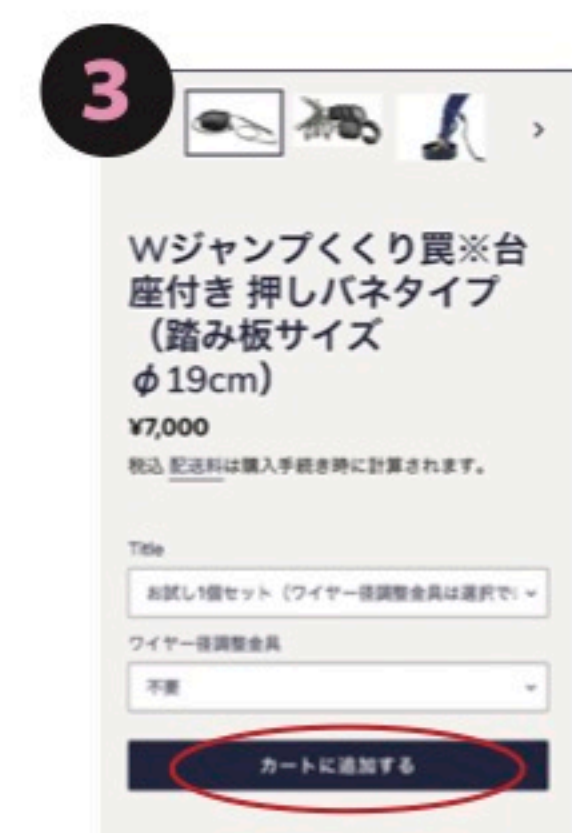 3
Wジャンプくくり罠※台
座付き 押しバネタイプ
（踏み板サイズ
φ19cm）
¥7,000
税込 配送料は購入手続き時に計算されます。
Title
お試し1個セット（ワイヤー径調整金具は選択で
ワイヤー径調整金具
不要
カートに追加する